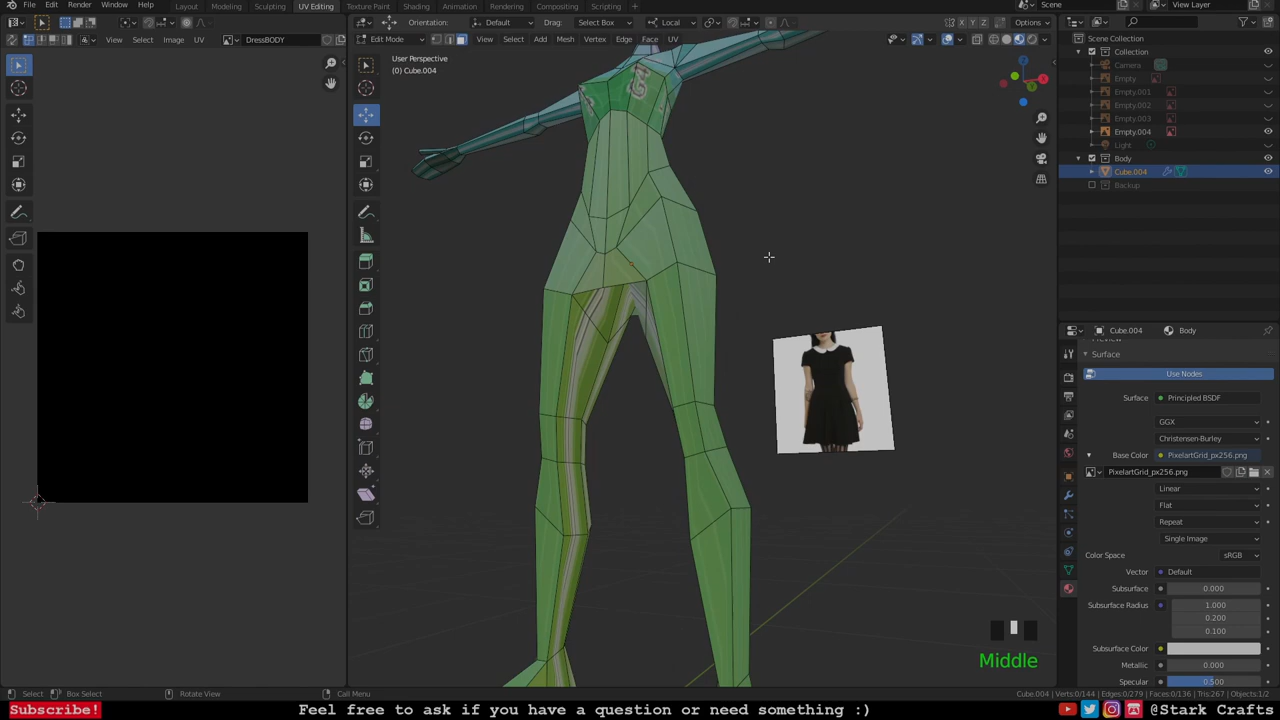 File Edit Render Window Help Layout Modeling Sculpting UV Editing Texture Paint Shading Animation Rendering Compositing Scripting Scene View Layer
Orientation: Default Drag: Select Box Local X Y Z Options
View Select Image UV DressBODY Edit Mode View Select Add Mesh Vertex Edge Face UV
User Perspective
(0) Cube.004
Scene Collection
Collection
Camera
Empty
Empty.001
Empty.002
Empty.003
Empty.004
Light
Body
Cube.004
Backup
Cube.004 Body
Preview
Surface
Use Nodes
Surface Principled BSDF
GGX
Christensen-Burley
Base Color PixelartGrid_px256.png
PixelartGrid_px256.png
Linear
Flat
Repeat
Single Image
Color Space sRGB
Vector Default
Subsurface 0.000
Subsurface Radius 1.000
0.200
0.100
Subsurface Color
Metallic 0.000
Specular 0.500
Middle
Select Box Select Rotate View Call Menu Cube.004 | Verts:0/144 | Edges:0/279 | Faces:0/136 | Tris:267 | Objects:1/2
Subscribe! Feel free to ask if you have a question or need something :) @Stark Crafts